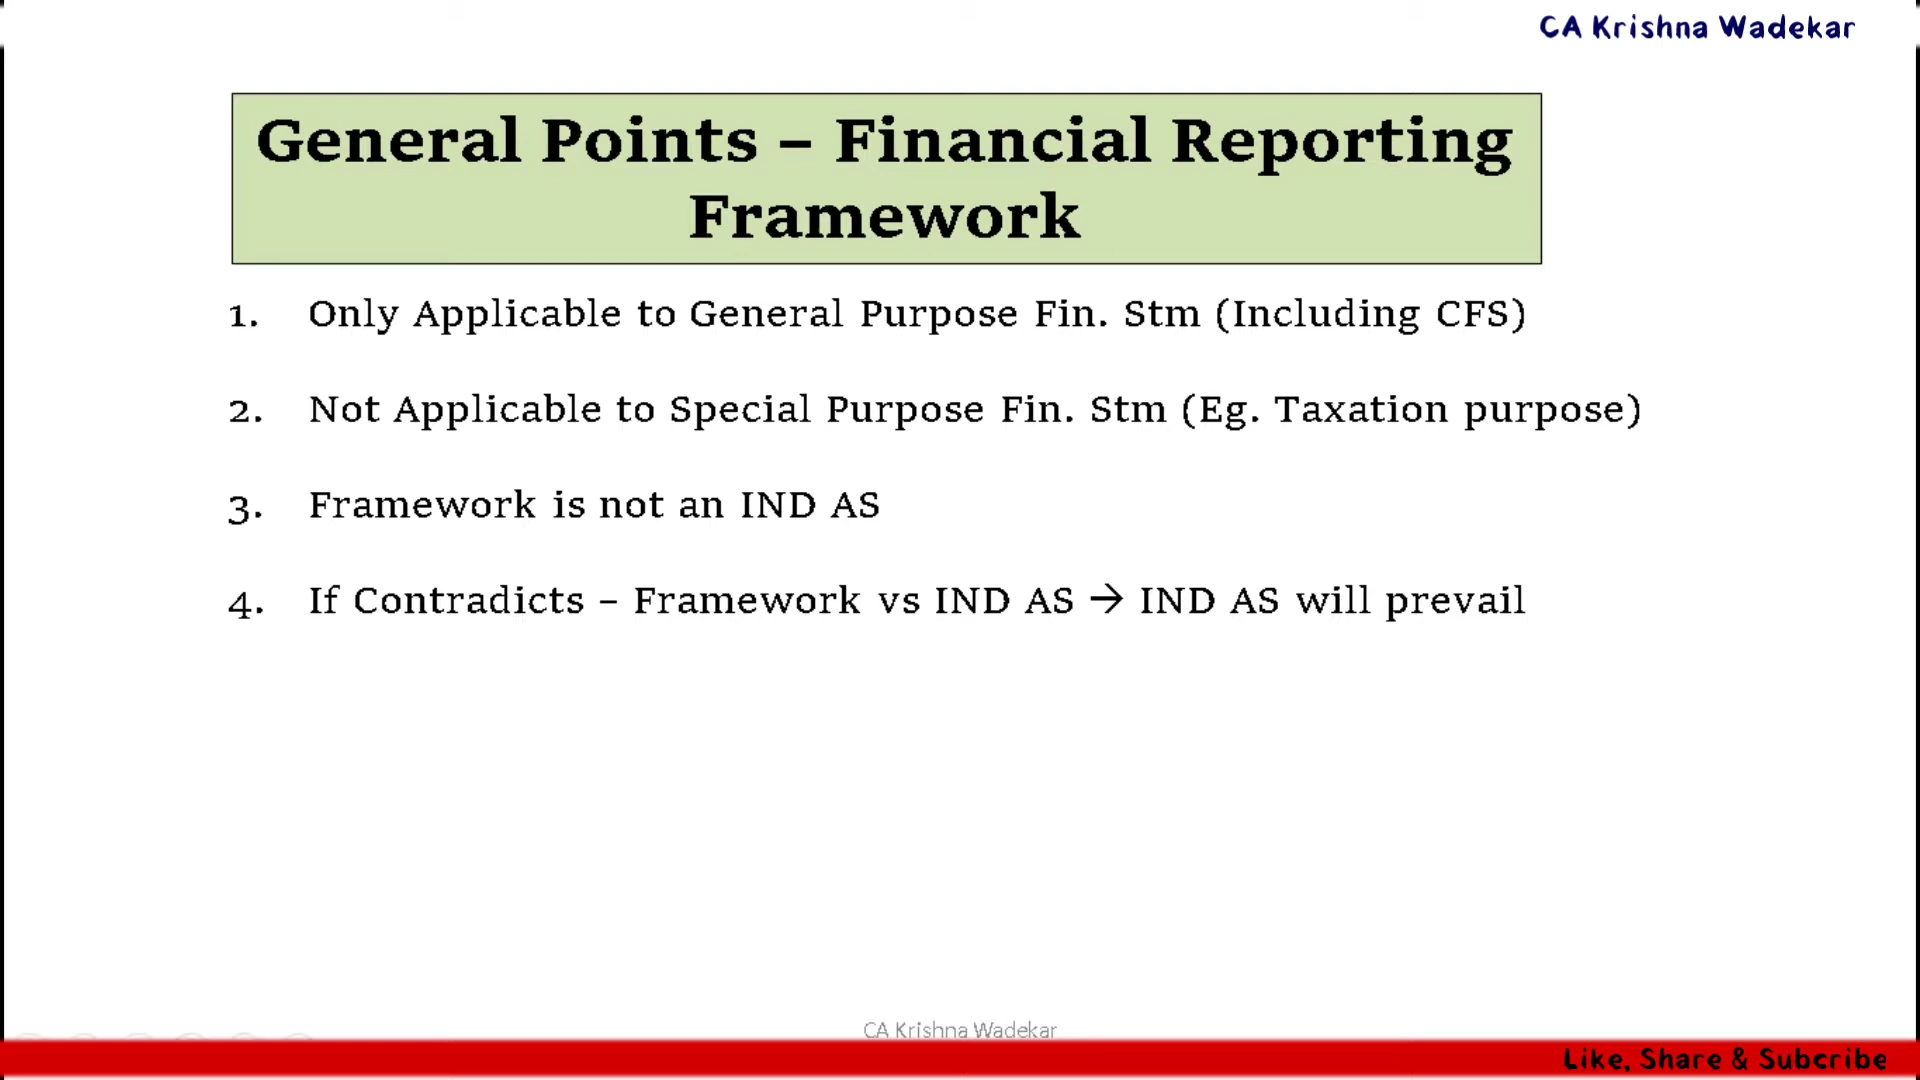 CA Krishna Wadekar
General Points – Financial Reporting
Framework
1. Only Applicable to General Purpose Fin. Stm (Including CFS)
2. Not Applicable to Special Purpose Fin. Stm (Eg. Taxation purpose)
3. Framework is not an IND AS
4. If Contradicts – Framework vs IND AS → IND AS will prevail
CA Krishna Wadekar
Like, Share & Subcribe